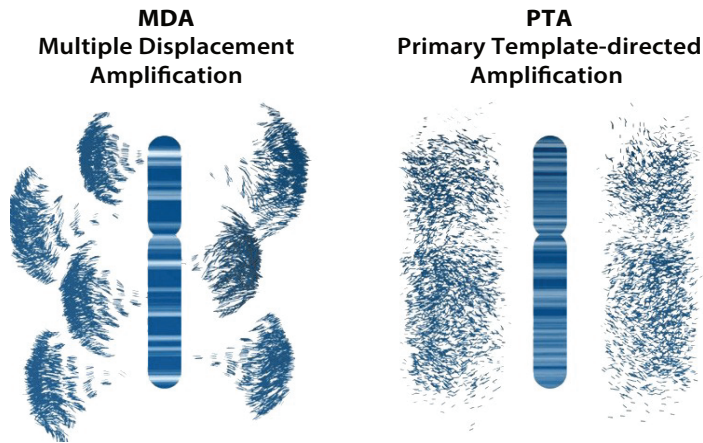 MDA
Multiple Displacement
Amplification
PTA
Primary Template-directed
Amplification